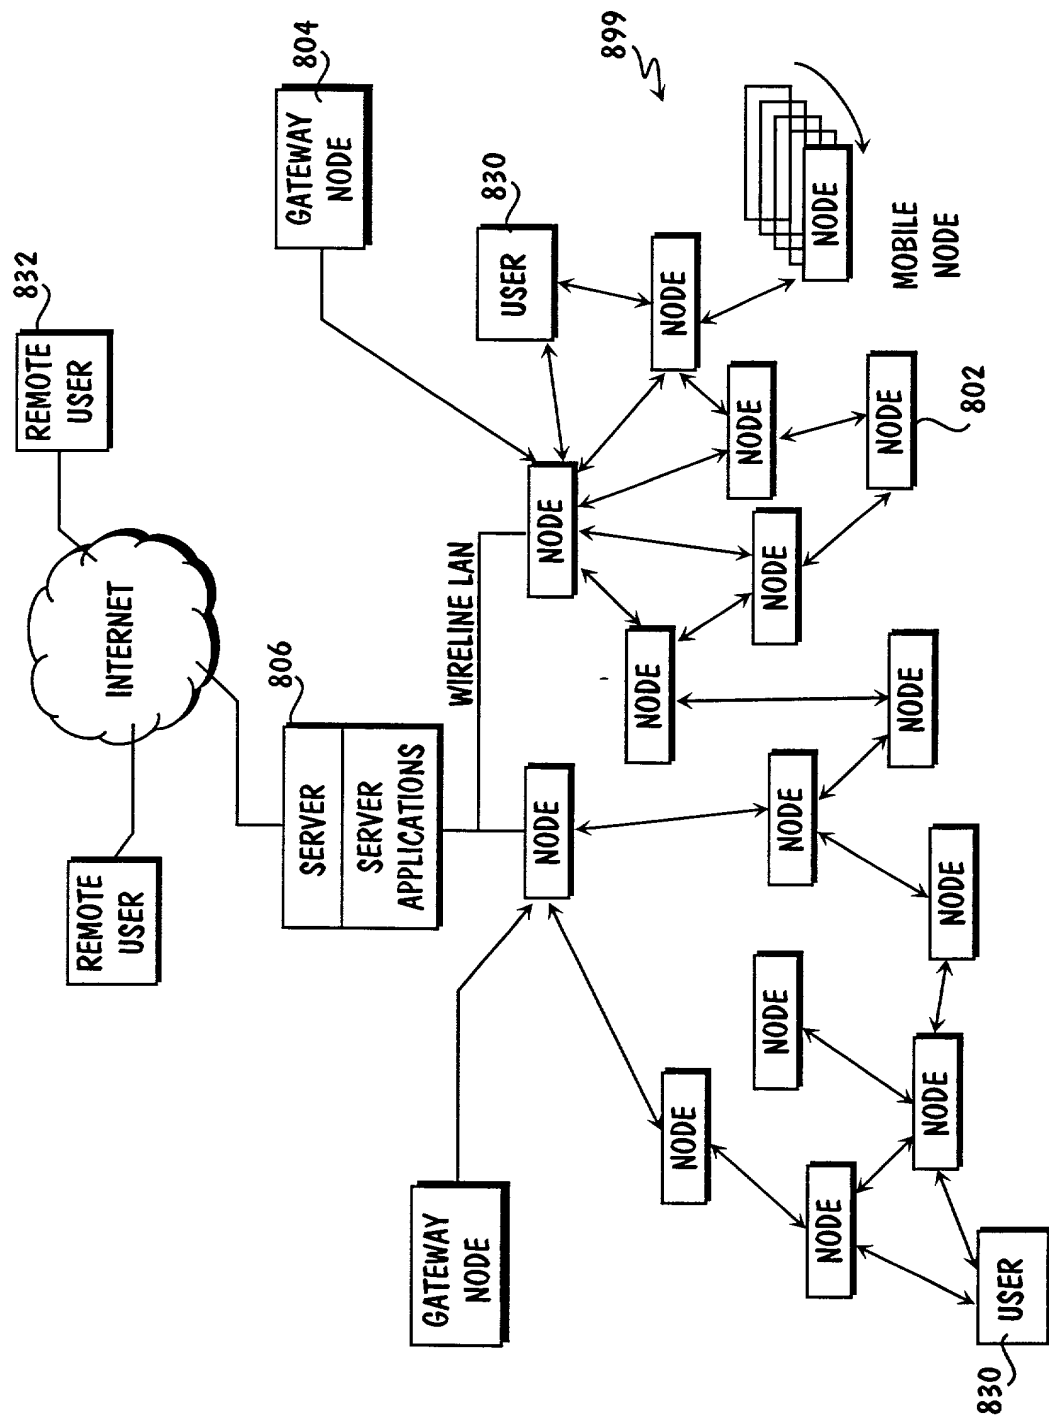 REMOTE
USER
832
REMOTE
USER
INTERNET
SERVER
806
SERVER
APPLICATIONS
GATEWAY
NODE
804
WIRELINE LAN
GATEWAY
NODE
USER
830
NODE
NODE
899
NODE
NODE
NODE
NODE
NODE
NODE
NODE
NODE
NODE
MOBILE
NODE
NODE
802
NODE
NODE
NODE
USER
830